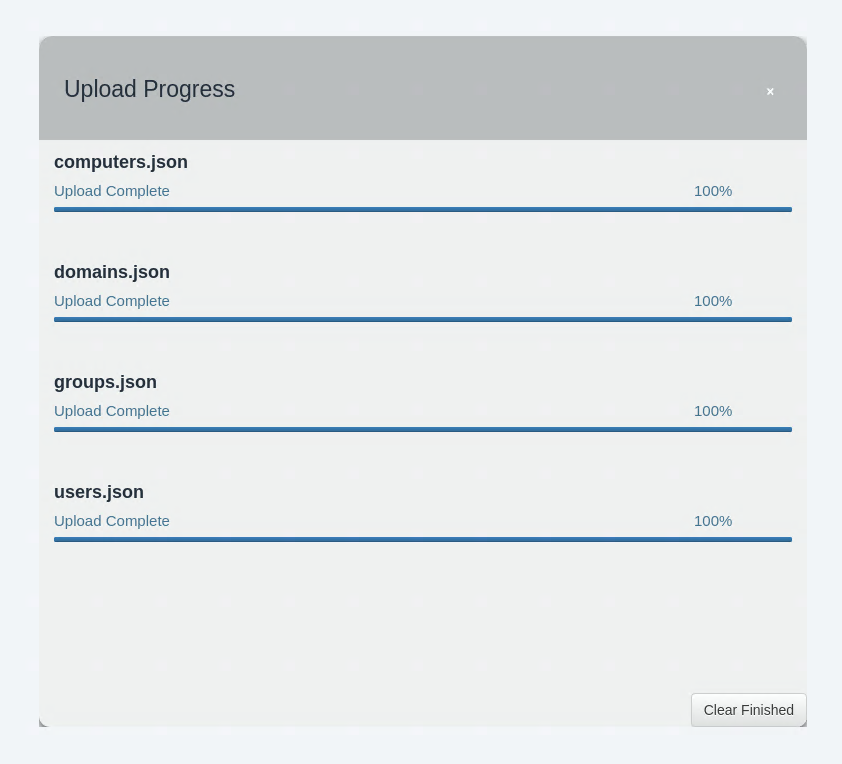 Upload Progress
×
computers.json
Upload Complete 100%
domains.json
Upload Complete 100%
groups.json
Upload Complete 100%
users.json
Upload Complete 100%
Clear Finished